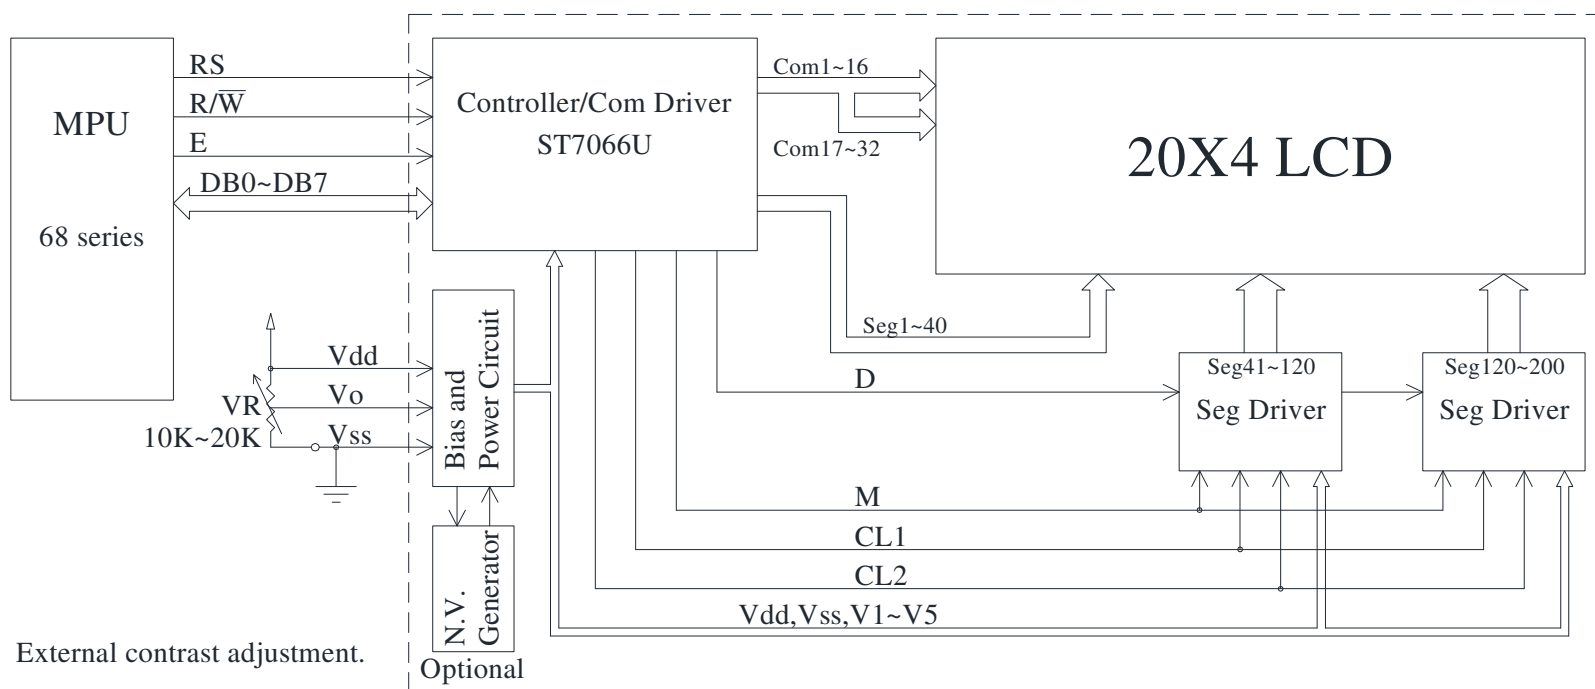 MPU
68 series
RS
R/W̅
E
DB0~DB7
Controller/Com Driver
ST7066U
Com1~16
Com17~32
20X4 LCD
Seg1~40
Vdd
Vo
Vss
VR
10K~20K
Bias and
Power Circuit
N.V.
Generator
Optional
D
Seg41~120
Seg Driver
Seg120~200
Seg Driver
M
CL1
CL2
Vdd,Vss,V1~V5
External contrast adjustment.